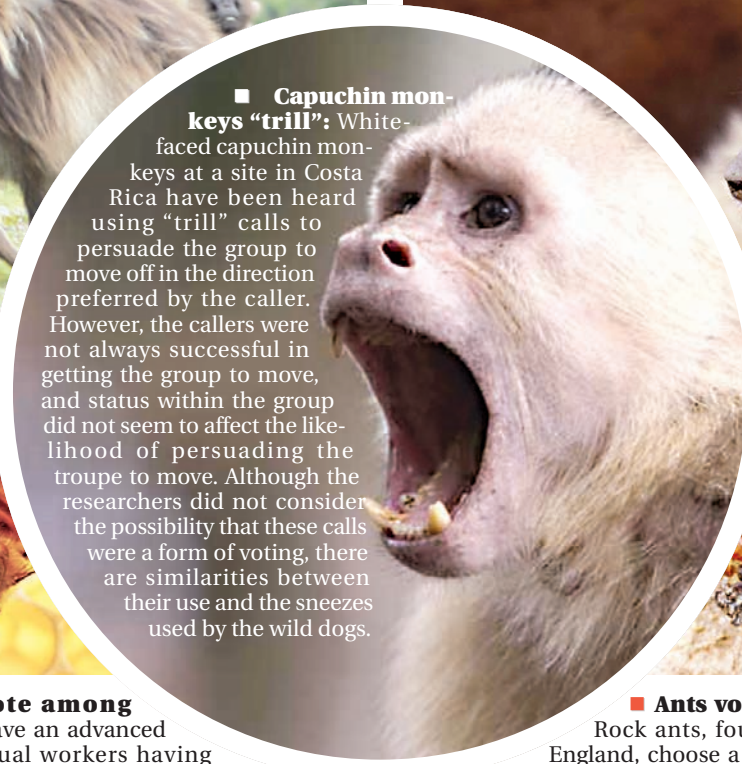 ■ Capuchin mon-
keys “trill”: White-
faced capuchin mon-
keys at a site in Costa
Rica have been heard
using “trill” calls to
persuade the group to
move off in the direction
preferred by the caller.
However, the callers were
not always successful in
getting the group to move,
and status within the group
did not seem to affect the like-
lihood of persuading the
troupe to move. Although the
researchers did not consider
the possibility that these calls
were a form of voting, there
are similarities between
their use and the sneezes
used by the wild dogs.
among
an advanced
workers having
■ Ants
Rock ants,
England, choose a